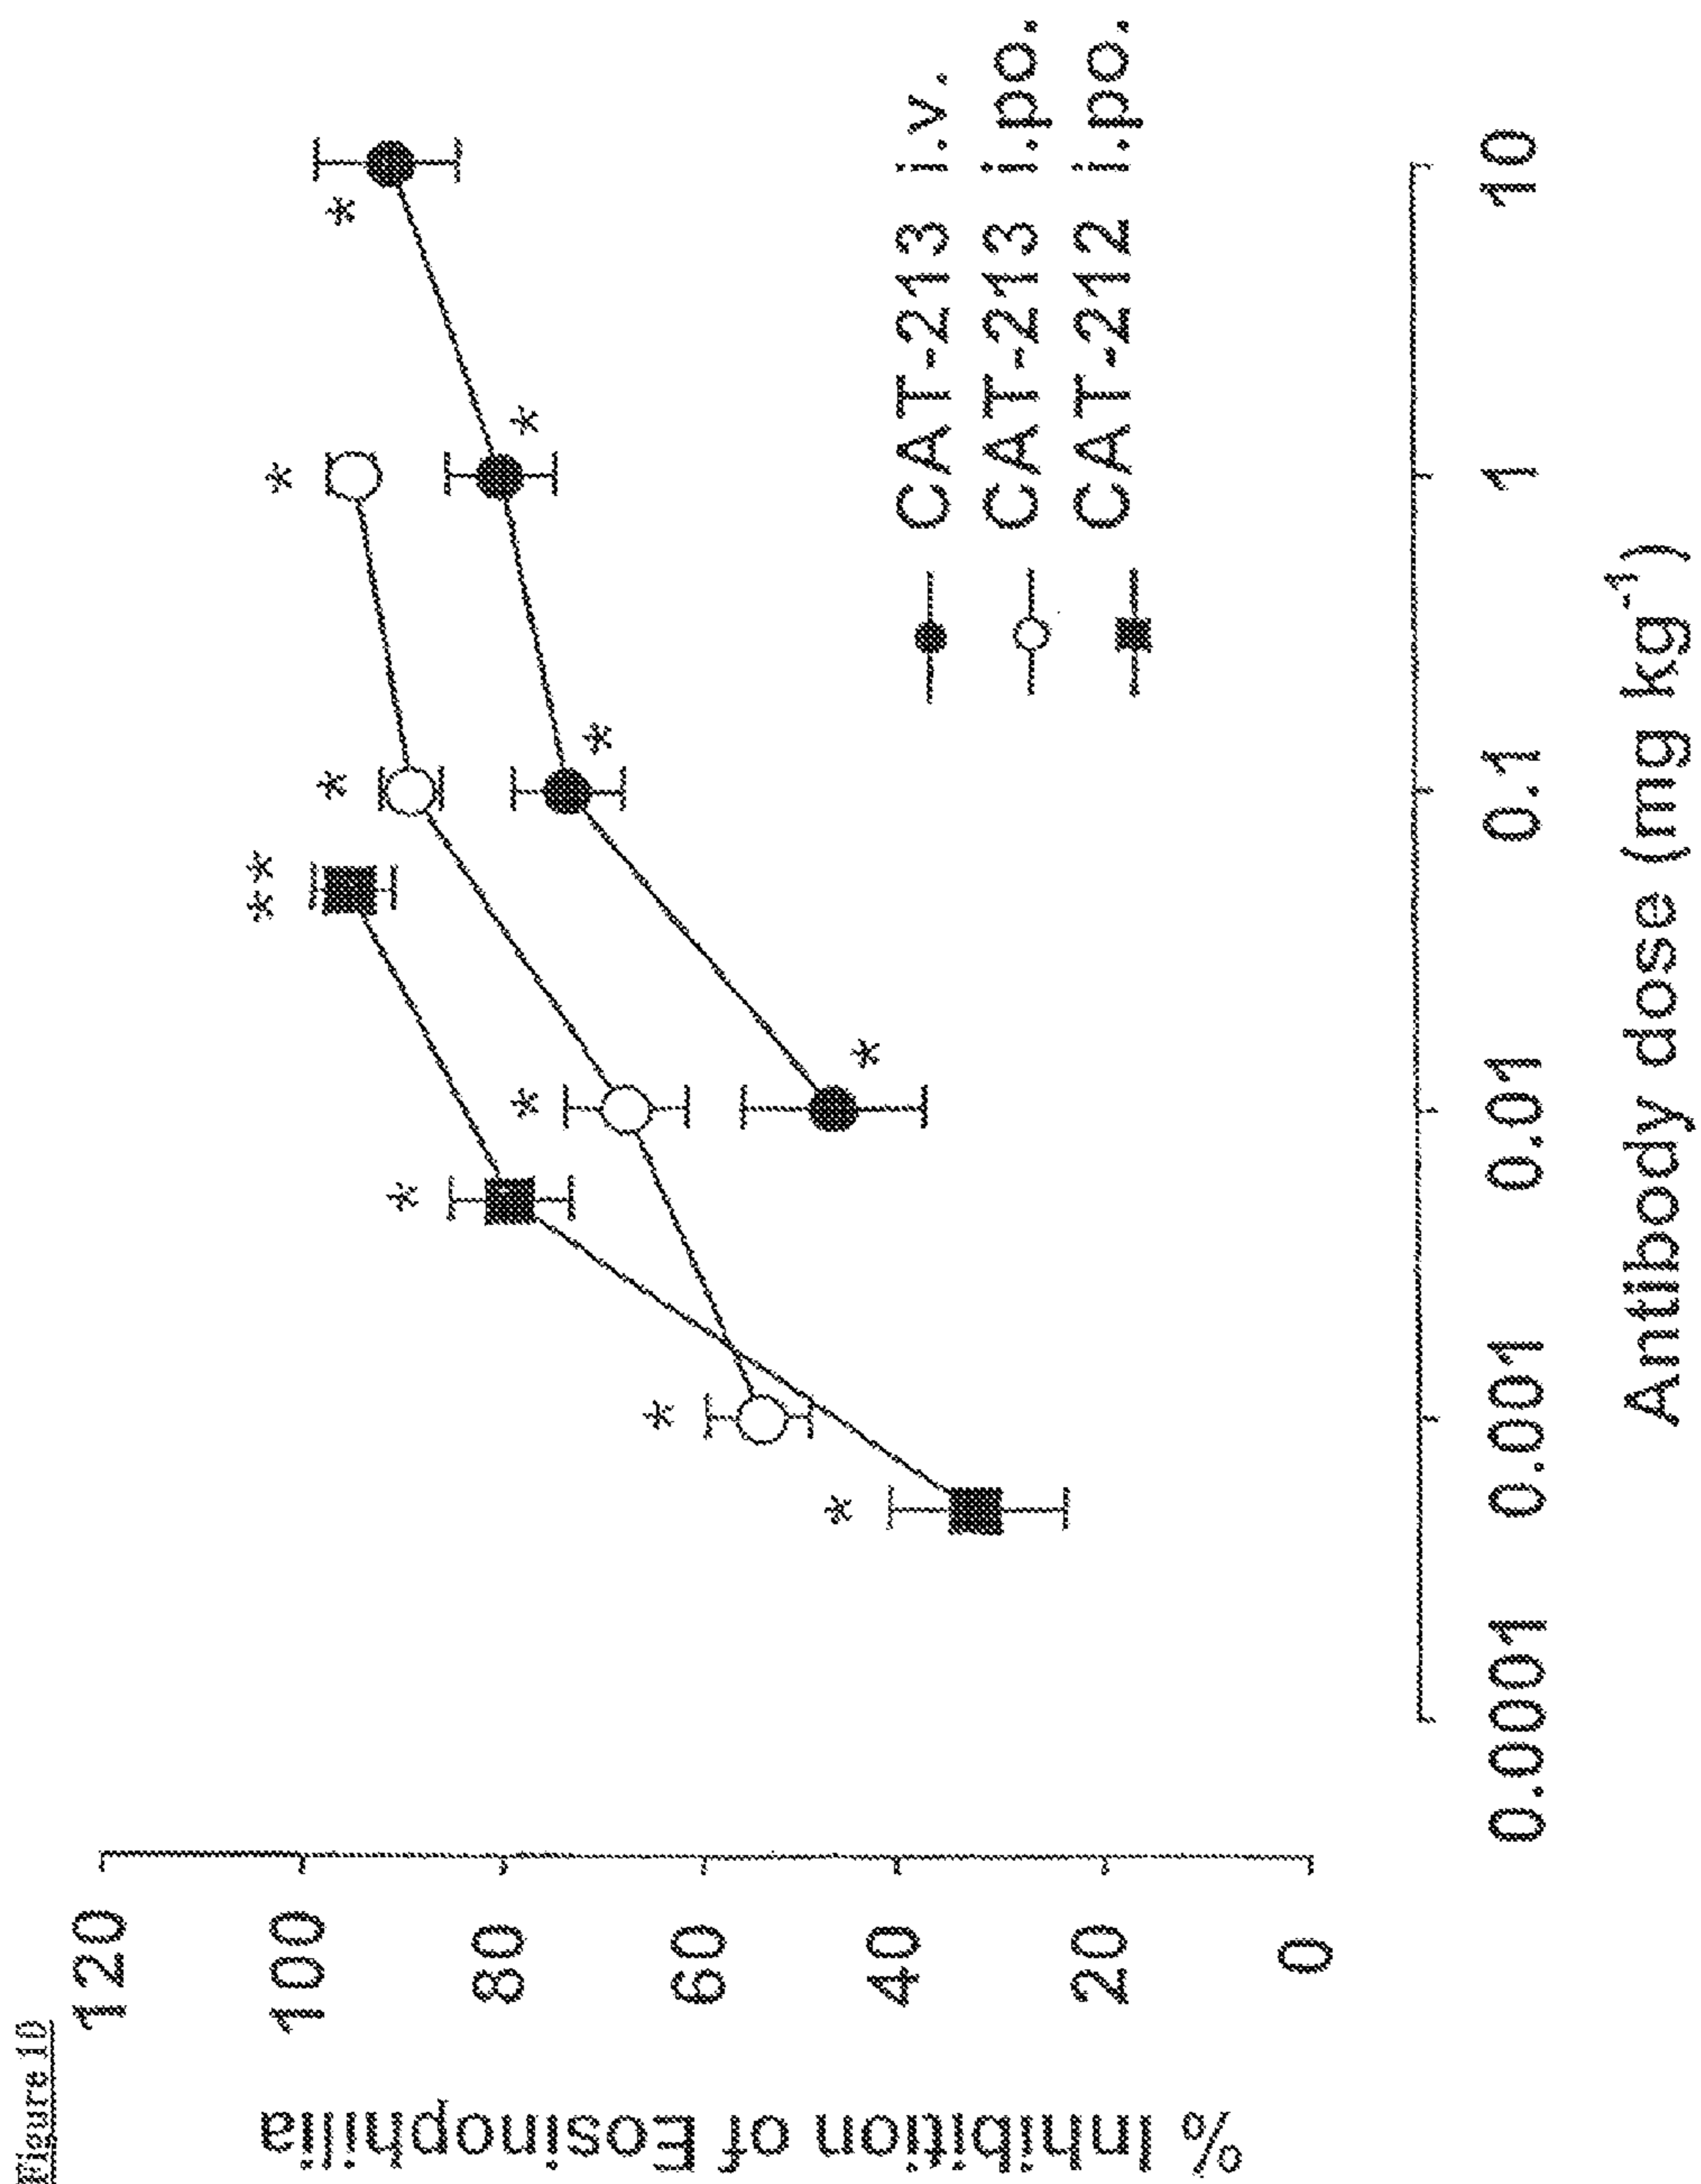 Figure 10
% Inhibition of Eosinophilia
120
100
80
60
40
20
0
**
*
*
*
*
*
*
*
*
*
*
CAT-213 i.v.
CAT-213 i.po.
CAT-212 i.po.
0.0001 0.001 0.01 0.1 1 10
Antibody dose (mg kg⁻¹)